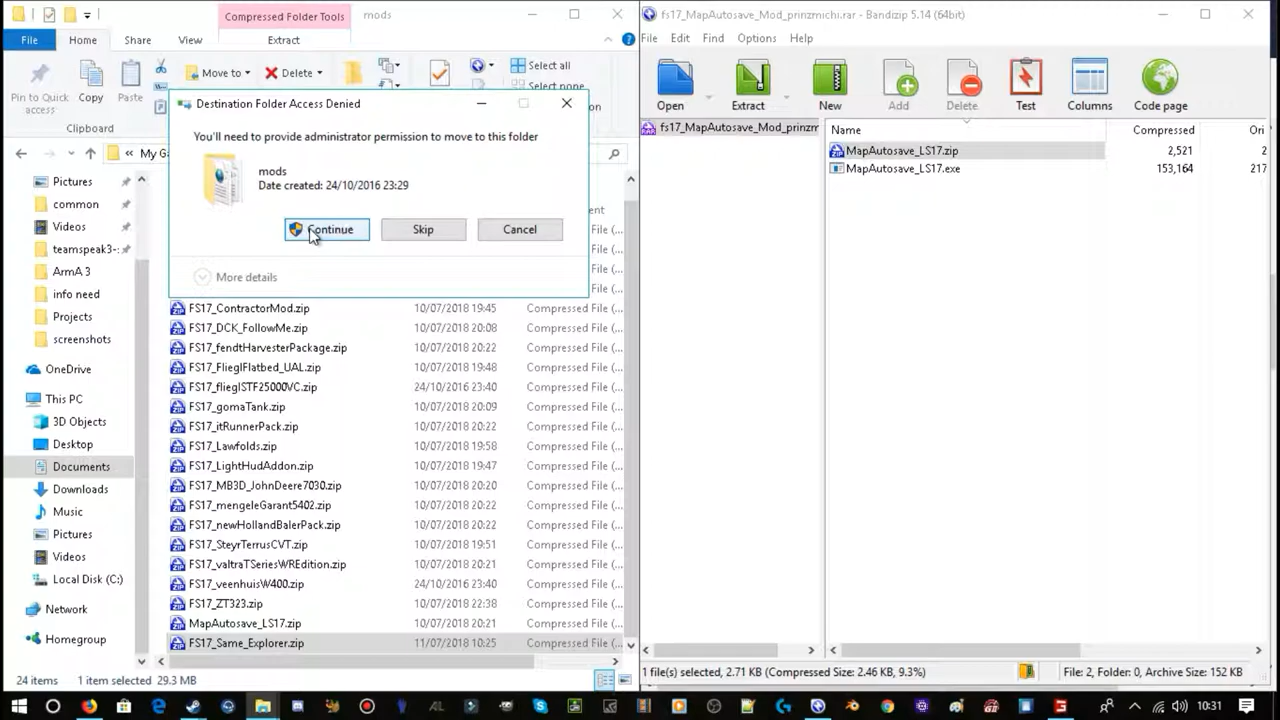 Compressed Folder Tools
mods
File
Home
Share
View
Extract
Pin to Quick access
Copy
Paste
Move to
Delete
Select all
Select none
Clipboard
My Ga
Pictures
common
Videos
teamspeak3-
ArmA 3
info need
Projects
screenshots
OneDrive
This PC
3D Objects
Desktop
Documents
Downloads
Music
Pictures
Videos
Local Disk (C:)
Network
Homegroup
Destination Folder Access Denied
You'll need to provide administrator permission to move to this folder
mods
Date created: 24/10/2016 23:29
Continue
Skip
Cancel
More details
FS17_ContractorMod.zip 10/07/2018 19:45 Compressed File (...
FS17_DCK_FollowMe.zip 10/07/2018 20:08 Compressed File (...
FS17_fendtHarvesterPackage.zip 10/07/2018 20:22 Compressed File (...
FS17_FlieglFlatbed_UAL.zip 10/07/2018 19:48 Compressed File (...
FS17_flieglSTF25000VC.zip 24/10/2016 23:40 Compressed File (...
FS17_gomaTank.zip 10/07/2018 20:09 Compressed File (...
FS17_itRunnerPack.zip 10/07/2018 20:22 Compressed File (...
FS17_Lawfolds.zip 10/07/2018 19:58 Compressed File (...
FS17_LightHudAddon.zip 10/07/2018 19:47 Compressed File (...
FS17_MB3D_JohnDeere7030.zip 10/07/2018 20:20 Compressed File (...
FS17_mengeleGarant5402.zip 10/07/2018 20:22 Compressed File (...
FS17_newHollandBalerPack.zip 10/07/2018 20:22 Compressed File (...
FS17_SteyrTerrusCVT.zip 10/07/2018 19:51 Compressed File (...
FS17_valtraTSeriesWREdition.zip 10/07/2018 20:21 Compressed File (...
FS17_veenhuisW400.zip 24/10/2016 23:40 Compressed File (...
FS17_ZT323.zip 10/07/2018 22:38 Compressed File (...
MapAutosave_LS17.zip 10/07/2018 20:21 Compressed File (...
FS17_Same_Explorer.zip 11/07/2018 10:25 Compressed File (...
24 items 1 item selected 29.3 MB
fs17_MapAutosave_Mod_prinzmichi.rar - Bandizip 5.14 (64bit)
File Edit Find Options Help
Open Extract New Add Delete Test Columns Code page
fs17_MapAutosave_Mod_prinzm
Name Compressed Ori
MapAutosave_LS17.zip 2,521 2
MapAutosave_LS17.exe 153,164 217
1 file(s) selected, 2.71 KB (Compressed Size: 2.46 KB, 9.3%)
File: 2, Folder: 0, Archive Size: 152 KB
10:31